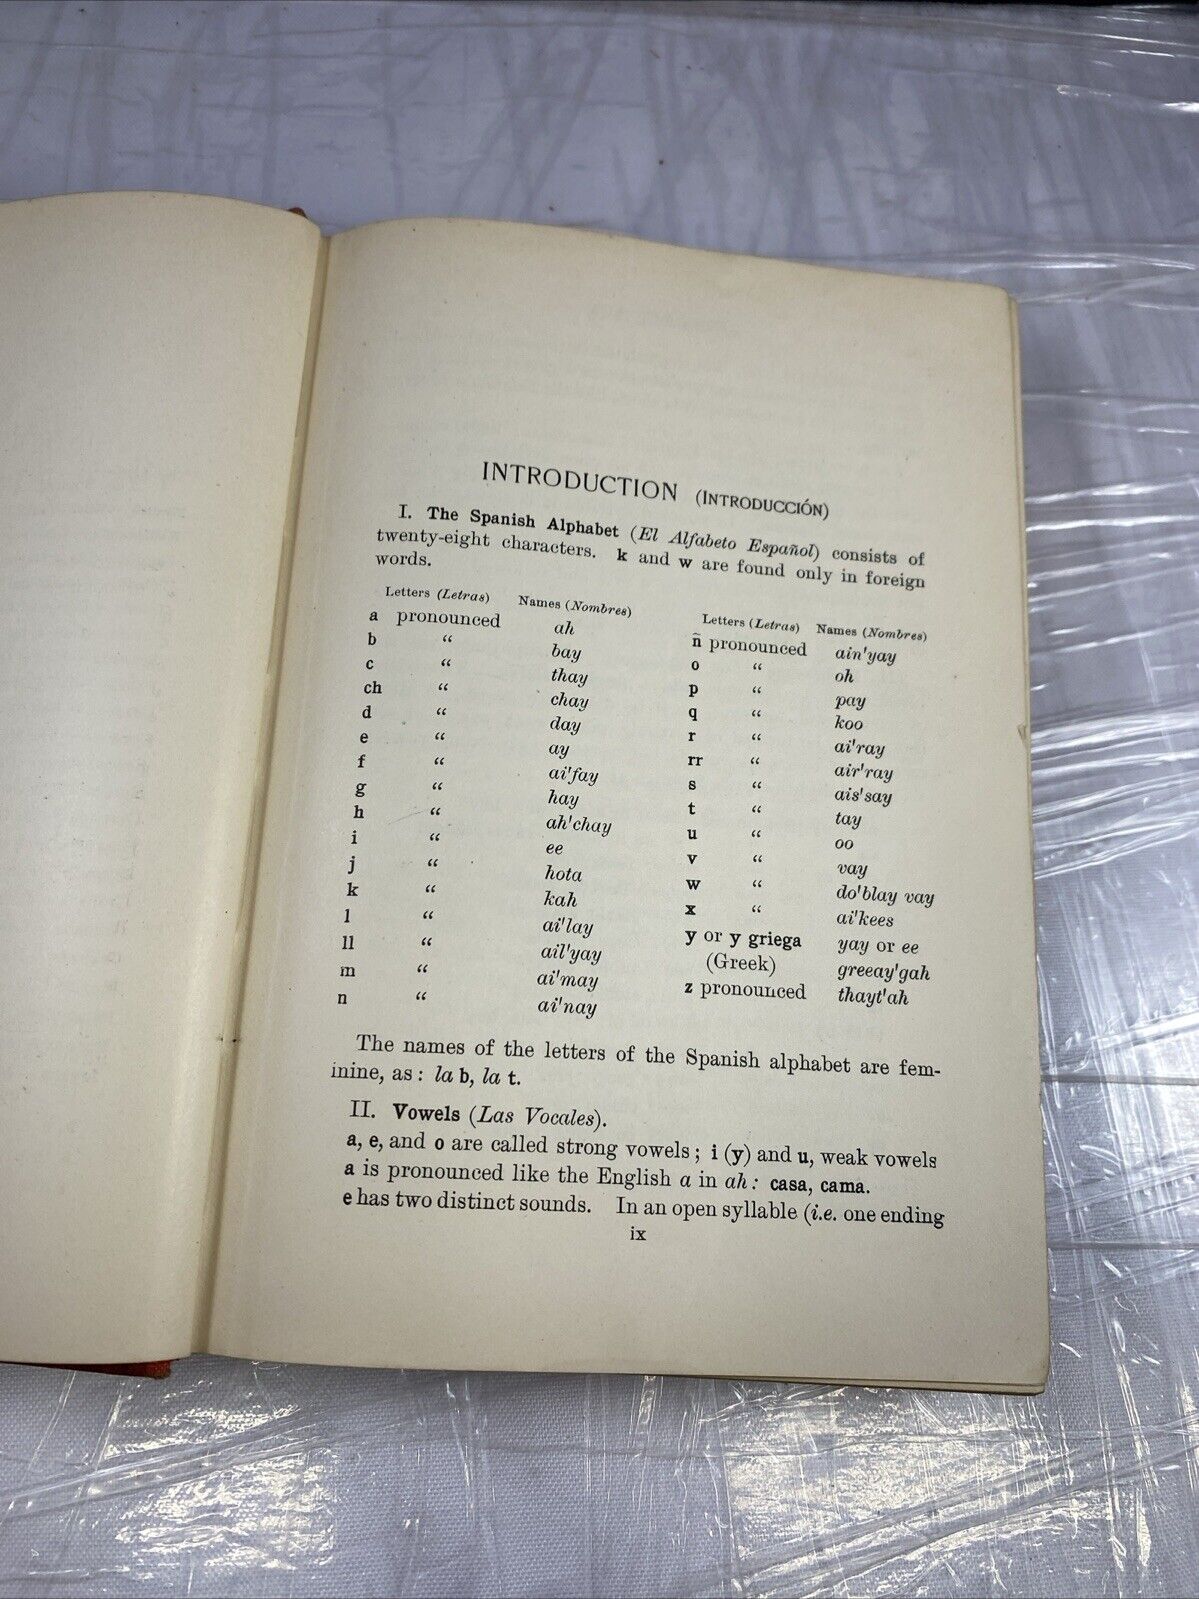 INTRODUCTION (INTRODUCCIÓN)
I. The Spanish Alphabet (El Alfabeto Español) consists of
twenty-eight characters. k and w are found only in foreign
words.
Letters (Letras) Names (Nombres)
a pronounced ah
b “ bay
c “ thay
ch “ chay
d “ day
e “ ay
f “ ai'fay
g “ hay
h “ ah'chay
i “ ee
j “ hota
k “ kah
l “ ai'lay
ll “ ail'yay
m “ ai'may
n “ ai'nay
Letters (Letras) Names (Nombres)
ñ pronounced ain'yay
o “ oh
p “ pay
q “ koo
r “ ai'ray
rr “ air'ray
s “ ais'say
t “ tay
u “ oo
v “ vay
w “ do'blay vay
x “ ai'kees
y or y griega yay or ee
(Greek) greeay'gah
z pronounced thayt'ah
The names of the letters of the Spanish alphabet are fem-
inine, as: la b, la t.
II. Vowels (Las Vocales).
a, e, and o are called strong vowels; i (y) and u, weak vowels
a is pronounced like the English a in ah: casa, cama.
e has two distinct sounds. In an open syllable (i.e. one ending
ix